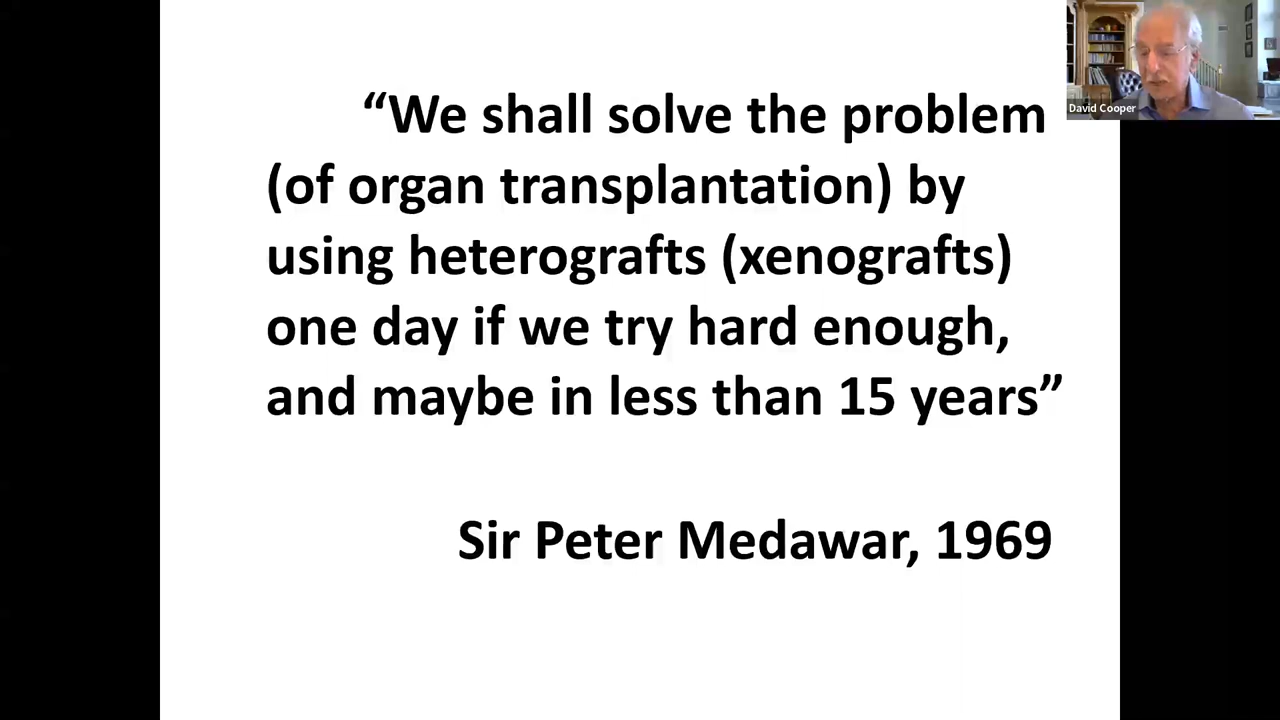 David Cooper
“We shall solve the problem
(of organ transplantation) by
using heterografts (xenografts)
one day if we try hard enough,
and maybe in less than 15 years”
Sir Peter Medawar, 1969